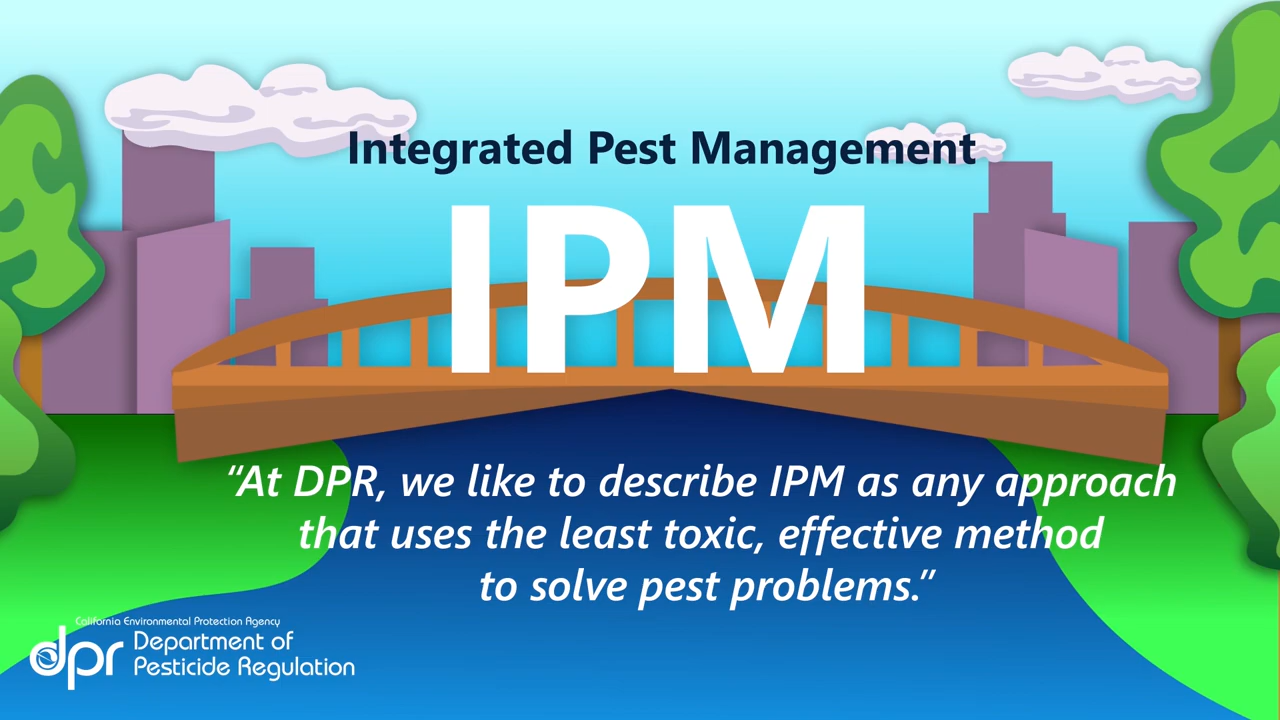 Integrated Pest Management
IPM
“At DPR, we like to describe IPM as any approach
that uses the least toxic, effective method
to solve pest problems.”
California Environmental Protection Agency
dpr
Department of
Pesticide Regulation